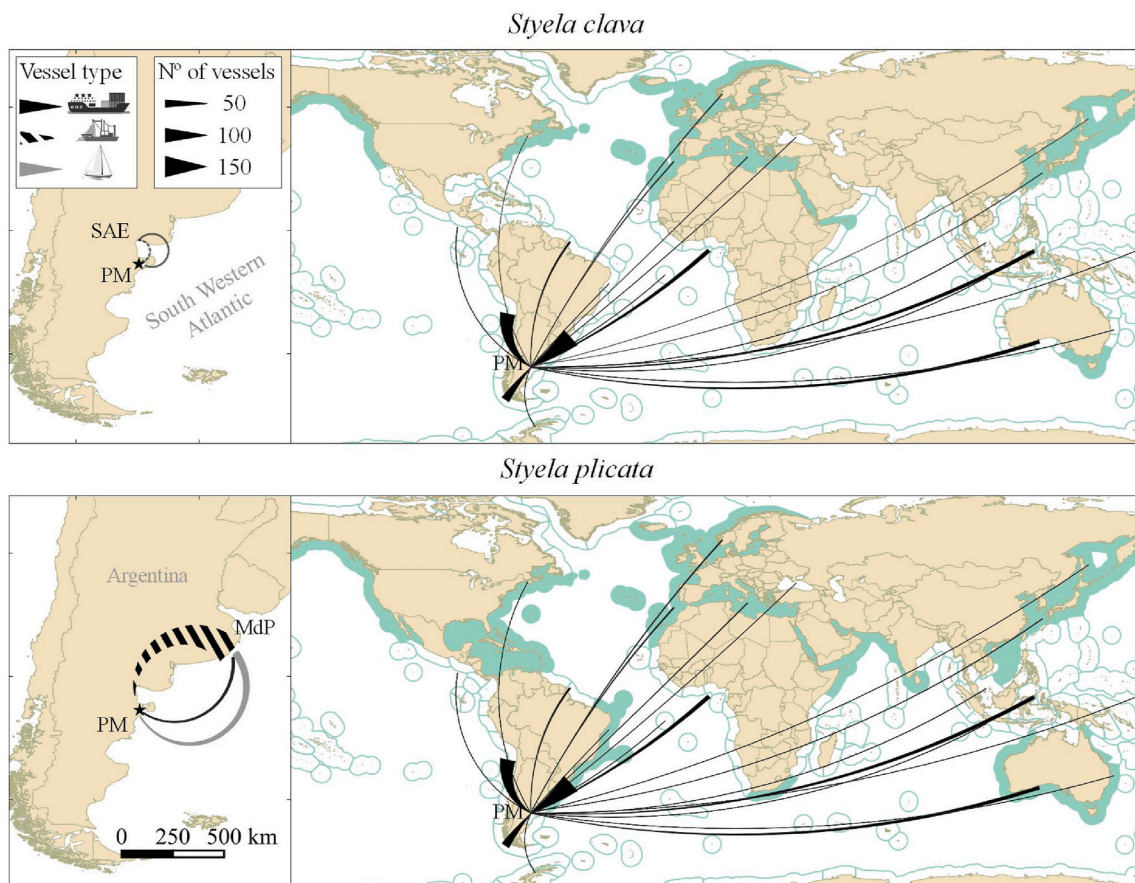 Styela clava
Vessel type
Nº of vessels
50
100
150
SAE
PM
South Western
Atlantic
PM
Styela plicata
Argentina
MdP
PM
0 250 500 km
PM